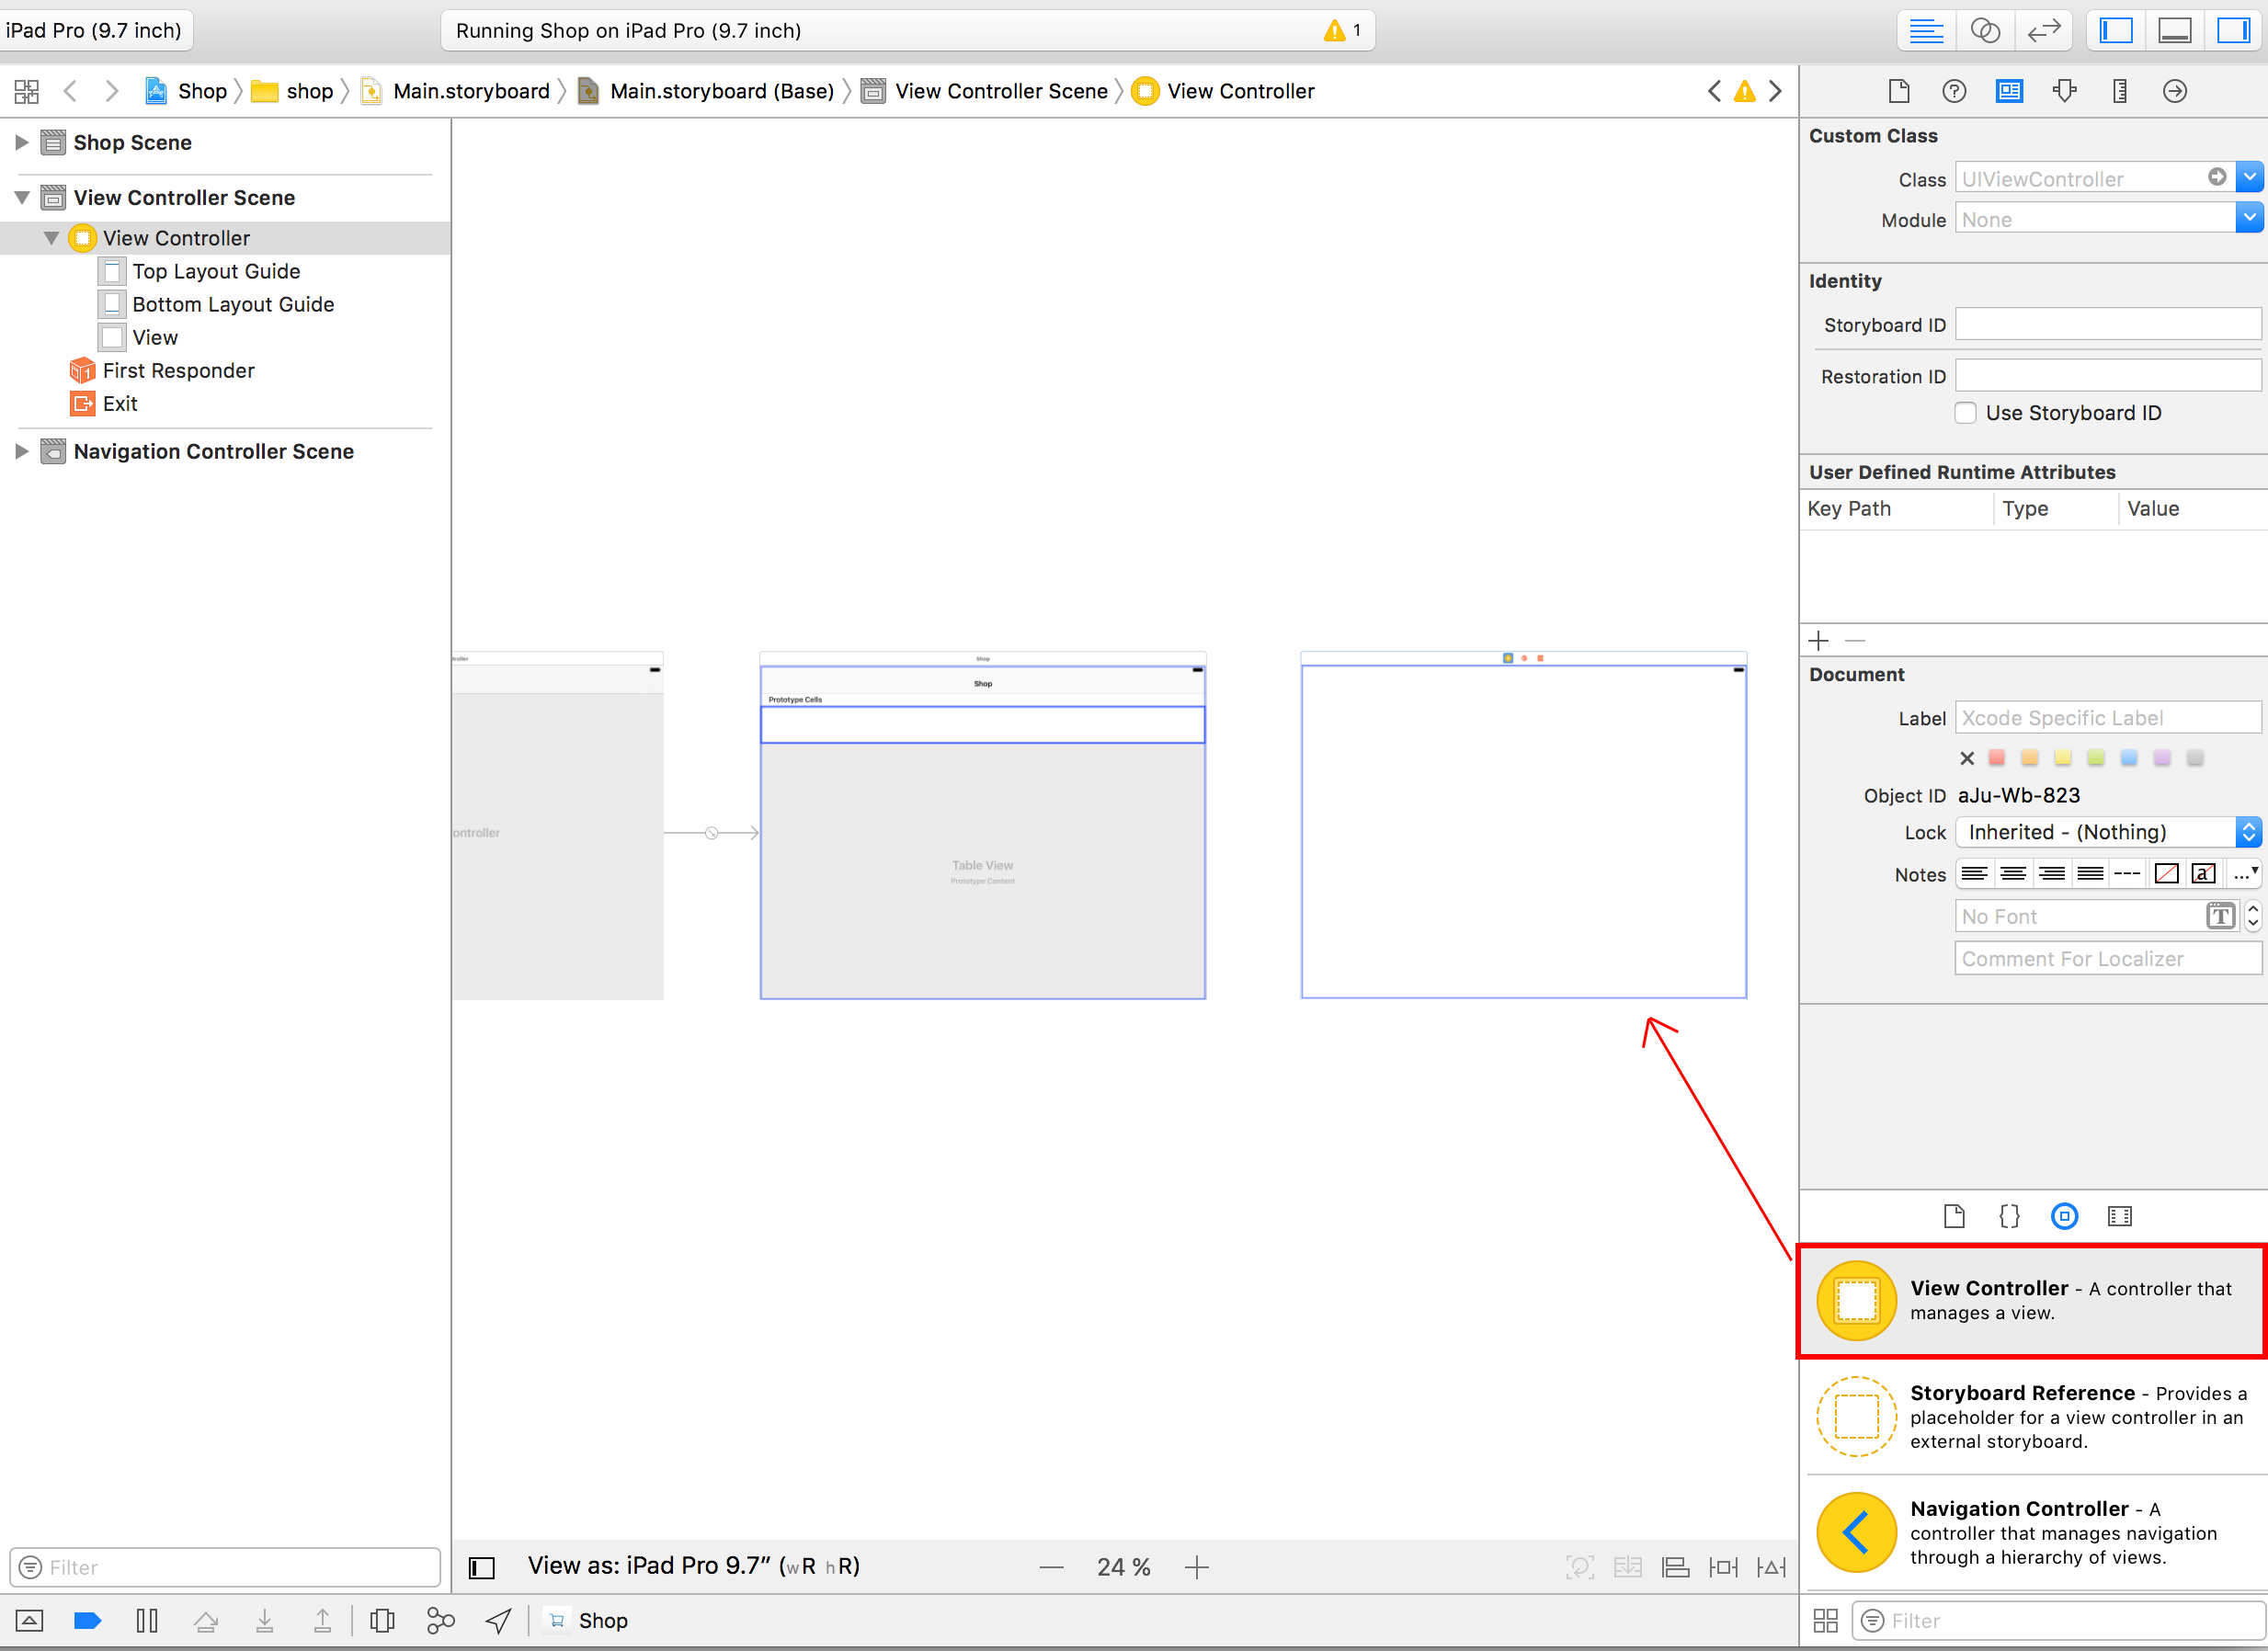 iPad Pro (9.7 inch)
Running Shop on iPad Pro (9.7 inch)
1
Shop
shop
Main.storyboard
Main.storyboard (Base)
View Controller Scene
View Controller
Shop Scene
View Controller Scene
View Controller
Top Layout Guide
Bottom Layout Guide
View
First Responder
Exit
Navigation Controller Scene
Filter
Shop
Shop
Prototype Cells
ontroller
Table View
Prototype Content
View as: iPad Pro 9.7″ (wR hR)
24 %
Shop
Custom Class
Class UIViewController
Module None
Identity
Storyboard ID
Restoration ID
Use Storyboard ID
User Defined Runtime Attributes
Key Path Type Value
Document
Label Xcode Specific Label
Object ID aJu-Wb-823
Lock Inherited - (Nothing)
Notes
No Font
Comment For Localizer
View Controller - A controller that
manages a view.
Storyboard Reference - Provides a
placeholder for a view controller in an
external storyboard.
Navigation Controller - A
controller that manages navigation
through a hierarchy of views.
Filter